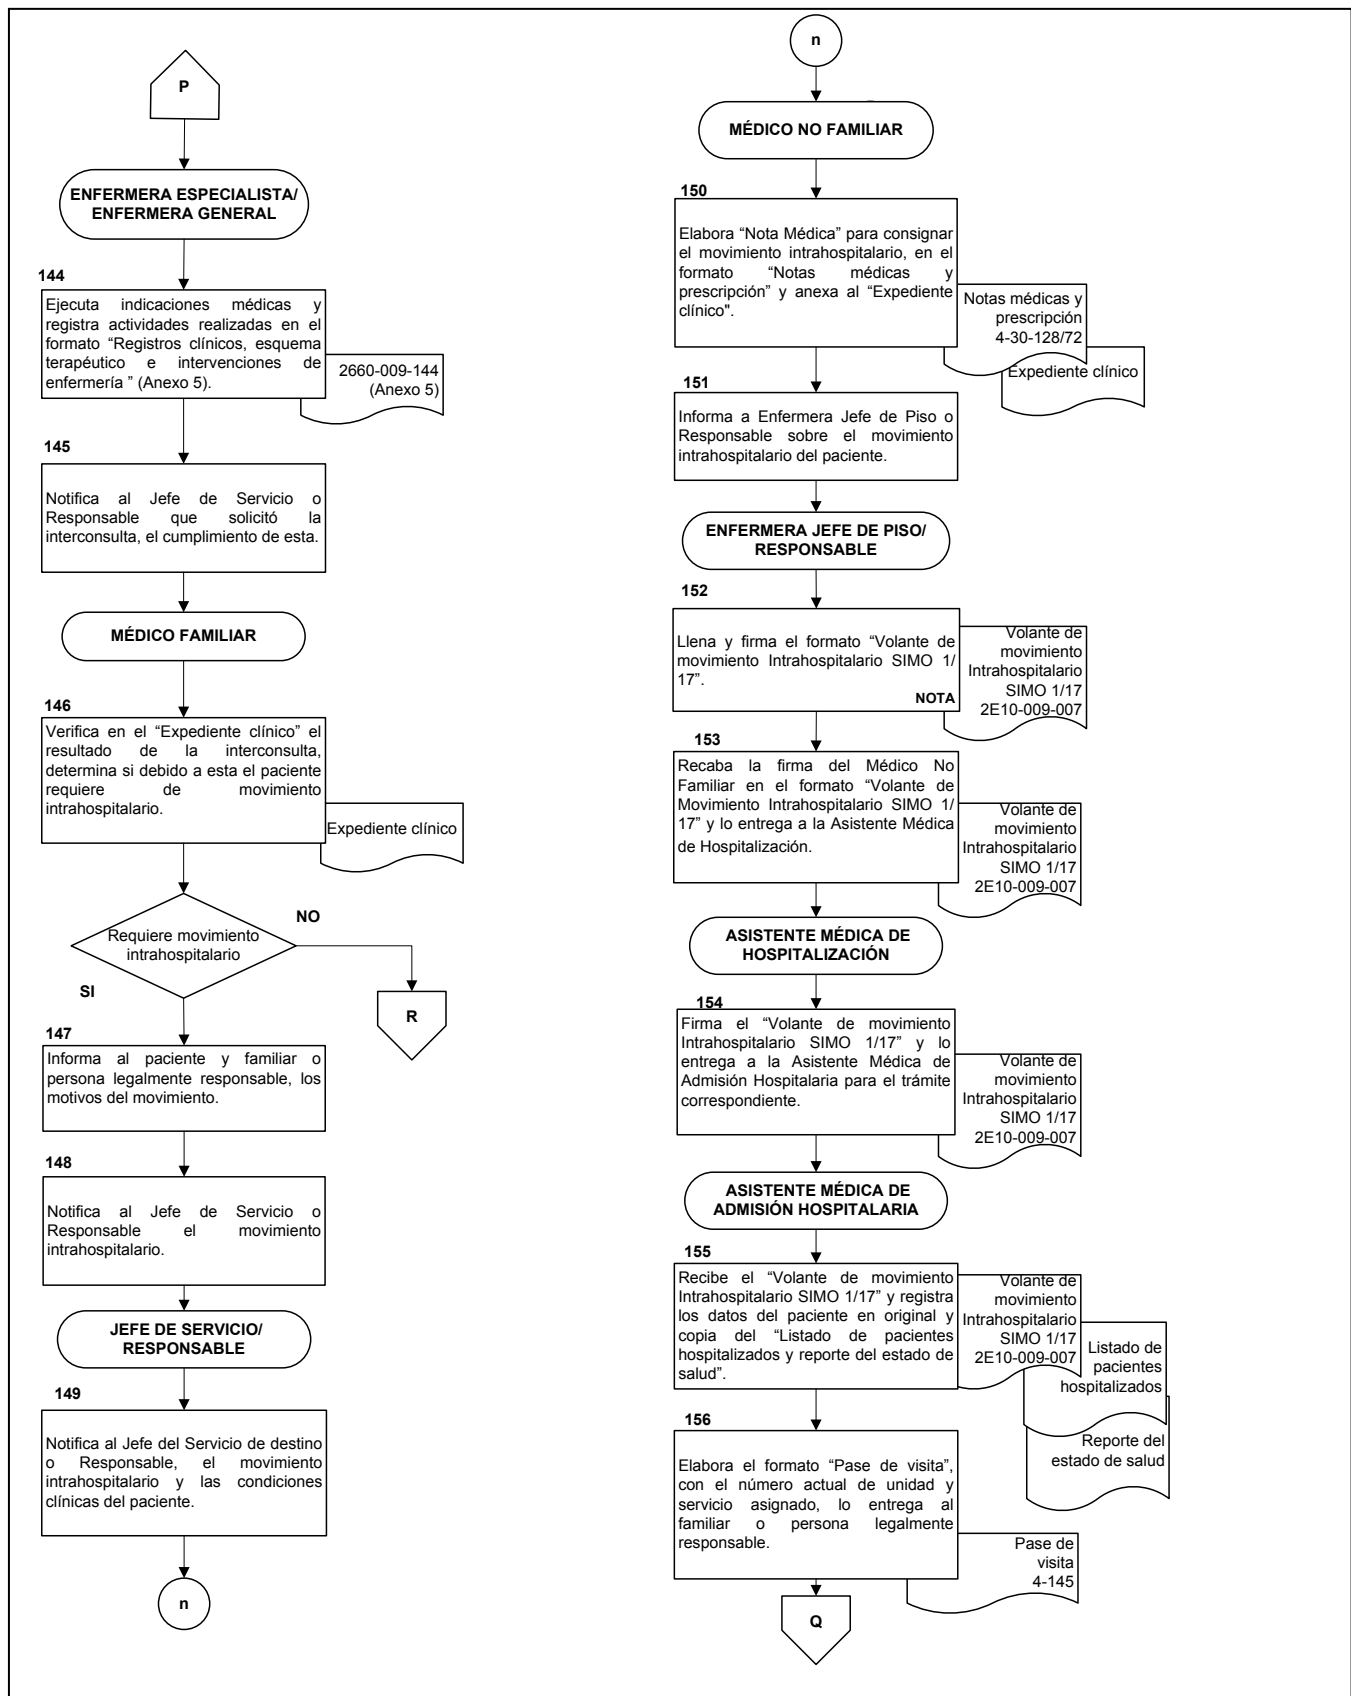 P
ENFERMERA ESPECIALISTA/
ENFERMERA GENERAL
144
Ejecuta indicaciones médicas y
registra actividades realizadas en el
formato “Registros clínicos, esquema
terapéutico e intervenciones de
enfermería ” (Anexo 5).
2660-009-144
(Anexo 5)
145
Notifica al Jefe de Servicio o
Responsable que solicitó la
interconsulta, el cumplimiento de esta.
MÉDICO FAMILIAR
146
Verifica en el “Expediente clínico” el
resultado de la interconsulta,
determina si debido a esta el paciente
requiere de movimiento
intrahospitalario.
Expediente clínico
Requiere movimiento
intrahospitalario
NO
SI
R
147
Informa al paciente y familiar o
persona legalmente responsable, los
motivos del movimiento.
148
Notifica al Jefe de Servicio o
Responsable el movimiento
intrahospitalario.
JEFE DE SERVICIO/
RESPONSABLE
149
Notifica al Jefe del Servicio de destino
o Responsable, el movimiento
intrahospitalario y las condiciones
clínicas del paciente.
n
n
MÉDICO NO FAMILIAR
150
Elabora “Nota Médica” para consignar
el movimiento intrahospitalario, en el
formato “Notas médicas y
prescripción” y anexa al “Expediente
clínico".
Notas médicas y
prescripción
4-30-128/72
Expediente clínico
151
Informa a Enfermera Jefe de Piso o
Responsable sobre el movimiento
intrahospitalario del paciente.
ENFERMERA JEFE DE PISO/
RESPONSABLE
152
Llena y firma el formato “Volante de
movimiento Intrahospitalario SIMO 1/
17”.
NOTA
Volante de
movimiento
Intrahospitalario
SIMO 1/17
2E10-009-007
153
Recaba la firma del Médico No
Familiar en el formato “Volante de
Movimiento Intrahospitalario SIMO 1/
17” y lo entrega a la Asistente Médica
de Hospitalización.
Volante de
movimiento
Intrahospitalario
SIMO 1/17
2E10-009-007
ASISTENTE MÉDICA DE
HOSPITALIZACIÓN
154
Firma el “Volante de movimiento
Intrahospitalario SIMO 1/17” y lo
entrega a la Asistente Médica de
Admisión Hospitalaria para el trámite
correspondiente.
Volante de
movimiento
Intrahospitalario
SIMO 1/17
2E10-009-007
ASISTENTE MÉDICA DE
ADMISIÓN HOSPITALARIA
155
Recibe el “Volante de movimiento
Intrahospitalario SIMO 1/17” y registra
los datos del paciente en original y
copia del “Listado de pacientes
hospitalizados y reporte del estado de
salud”.
Volante de
movimiento
Intrahospitalario
SIMO 1/17
2E10-009-007
Listado de
pacientes
hospitalizados
Reporte del
estado de salud
156
Elabora el formato “Pase de visita”,
con el número actual de unidad y
servicio asignado, lo entrega al
familiar o persona legalmente
responsable.
Pase de
visita
4-145
Q